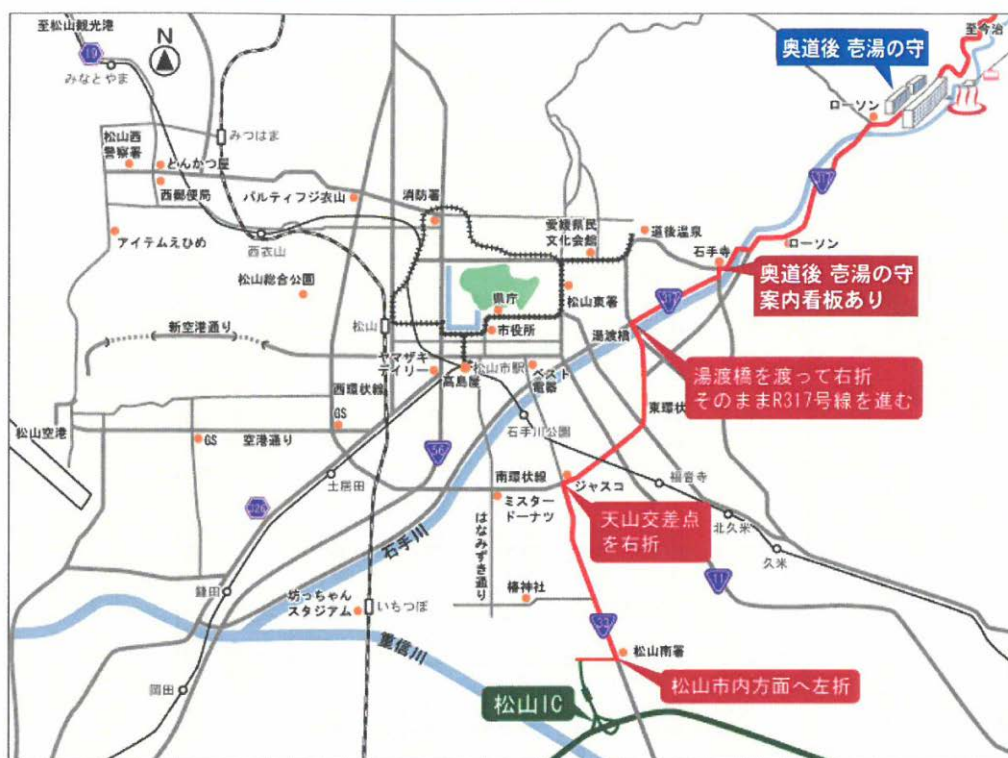 至松山観光港
19
みなとやま
N
奥道後 壱湯の守
至今治
ローソン
みつはま
松山西
警察署
とんかつ屋
西郵便局
パルティフジ衣山
消防署
317
アイテムえひめ
西衣山
愛媛県民
文化会館
道後温泉
石手寺
ローソン
松山総合公園
県庁
松山東署
奥道後 壱湯の守
案内看板あり
317
新空港通り
松山
市役所
湯渡橋
ヤマザキ
デイリー
松山市駅
高島屋
ベスト
電器
湯渡橋を渡って右折
そのままR317号線を進む
西環状線
GS
東環状
松山空港
GS
空港通り
56
石手川公園
土居田
南環状線
ジャスコ
福音寺
ミスター
ドーナツ
天山交差点
を右折
北久米
久米
石手川
はなみずき通り
11
鎌田
坊っちゃん
スタジアム
いちつぼ
椿神社
33
重信川
松山南署
岡田
松山IC
松山市内方面へ左折